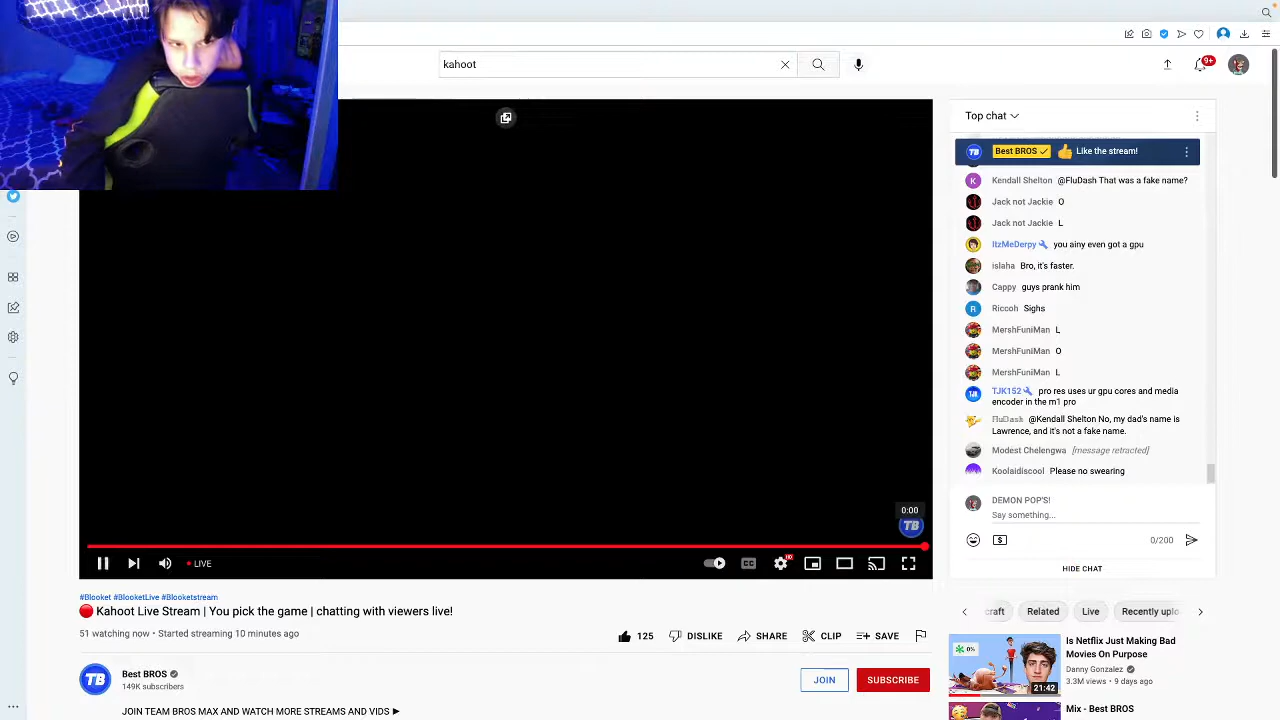 kahoot
9+
Top chat
TB Best BROS 👍 Like the stream!
K Kendall Shelton @FluDash That was a fake name?
Jack not Jackie O
Jack not Jackie L
ItzMeDerpy you ainy even got a gpu
islaha Bro, it's faster.
Cappy guys prank him
R Riccoh Sighs
MershFuniMan L
MershFuniMan O
MershFuniMan L
TJK152 pro res uses ur gpu cores and media
encoder in the m1 pro
FluDash @Kendall Shelton No, my dad's name is
Lawrence, and it's not a fake name.
Modest Chelengwa [message retracted]
Koolaidiscool Please no swearing
DEMON POP'S!
Say something...
0/200
HIDE CHAT
0:00
TB
LIVE
CC
HD
#Blooket #BlooketLive #Blooketstream
🔴 Kahoot Live Stream | You pick the game | chatting with viewers live!
51 watching now • Started streaming 10 minutes ago
125 DISLIKE SHARE CLIP SAVE
TB Best BROS
149K subscribers
JOIN SUBSCRIBE
JOIN TEAM BROS MAX AND WATCH MORE STREAMS AND VIDS ►
craft Related Live Recently uplo
0%
21:42
Is Netflix Just Making Bad
Movies On Purpose
Danny Gonzalez
3.3M views • 9 days ago
Mix - Best BROS